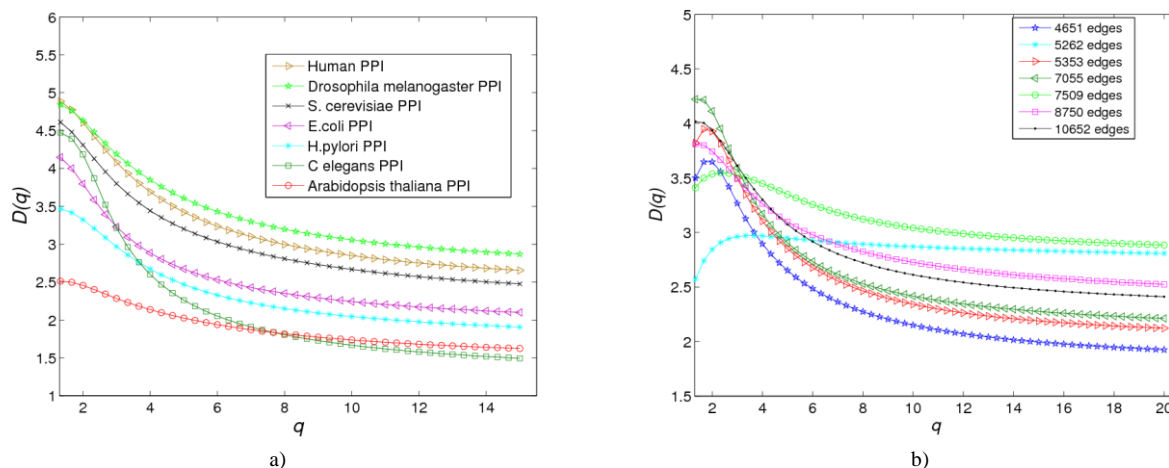 6
5.5
5
4.5
4
3.5
3
2.5
2
1.5
1
D(q)
2
4
6
8
10
12
14
q
Human PPI
Drosophila melanogaster PPI
S. cerevisiae PPI
E.coli PPI
H.pylori PPI
C elegans PPI
Arabidopsis thaliana PPI
a)
5
4.5
4
3.5
3
2.5
2
1.5
D(q)
2
4
6
8
10
12
14
16
18
20
q
4651 edges
5262 edges
5353 edges
7055 edges
7509 edges
8750 edges
10652 edges
b)